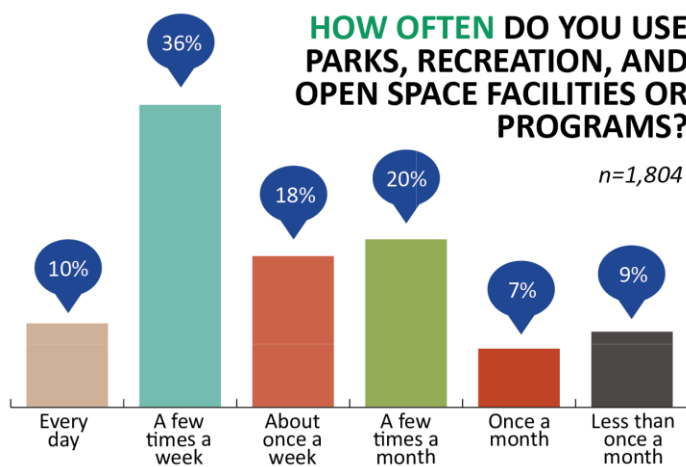 HOW OFTEN DO YOU USE
PARKS, RECREATION, AND
OPEN SPACE FACILITIES OR
PROGRAMS?
n=1,804
36%
18%
20%
10%
7%
9%
Every
day
A few
times a
week
About
once a
week
A few
times a
month
Once a
month
Less than
once a
month